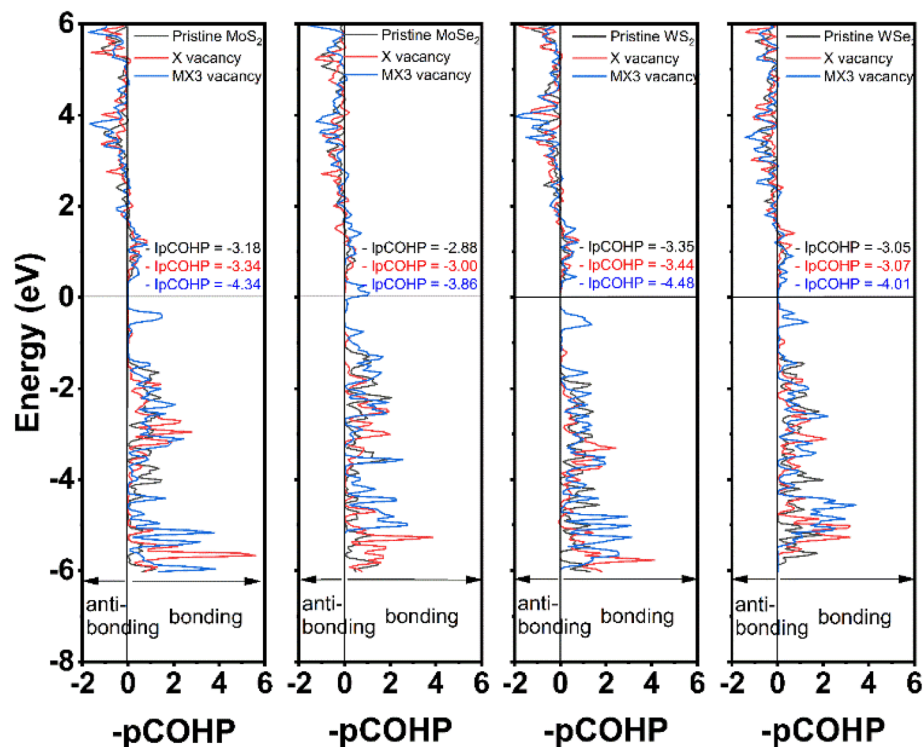 Energy (eV)
6
4
2
0
-2
-4
-6
-8
Pristine MoS₂
X vacancy
MX3 vacancy
- IpCOHP = -3.18
- IpCOHP = -3.34
- IpCOHP = -4.34
anti-
bonding
bonding
-2 0 2 4 6
-pCOHP
Pristine MoSe₂
X vacancy
MX3 vacancy
- IpCOHP = -2.88
- IpCOHP = -3.00
- IpCOHP = -3.86
anti-
bonding
bonding
-2 0 2 4 6
-pCOHP
Pristine WS₂
X vacancy
MX3 vacancy
- IpCOHP = -3.35
- IpCOHP = -3.44
- IpCOHP = -4.48
anti-
bonding
bonding
-2 0 2 4 6
-pCOHP
Pristine WSe₂
X vacancy
MX3 vacancy
- IpCOHP = -3.05
- IpCOHP = -3.07
- IpCOHP = -4.01
anti-
bonding
bonding
-2 0 2 4 6
-pCOHP